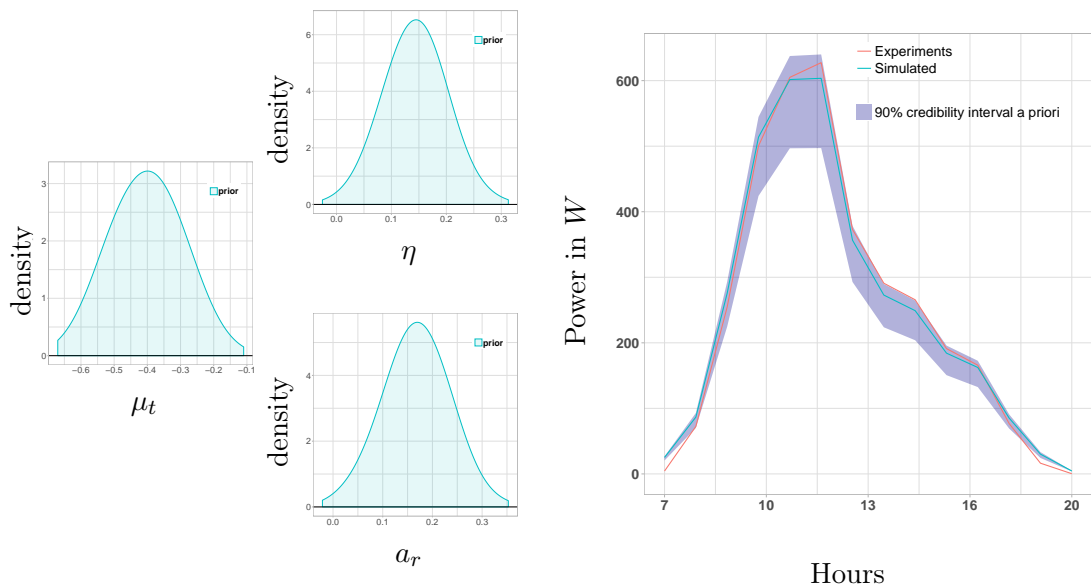 density
3
2
1
0
prior
−0.6
−0.5
−0.4
−0.3
−0.2
−0.1
μt
density
6
4
2
0
prior
0.0
0.1
0.2
0.3
η
density
4
2
0
prior
0.0
0.1
0.2
0.3
ar
Power in W
600
400
200
0
Experiments
Simulated
90% credibility interval a priori
7
10
13
16
20
Hours